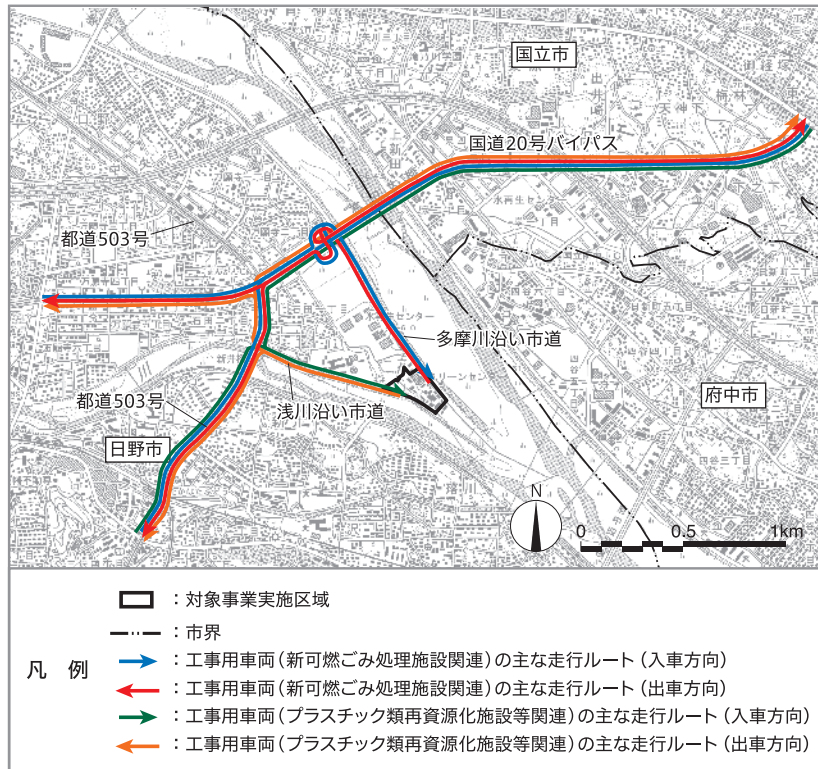 国立市
国道20号バイパス
都道503号
多摩川沿い市道
浅川沿い市道
都道503号
日野市
府中市
N
0 0.5 1km
凡 例
：対象事業実施区域
：市界
：工事用車両（新可燃ごみ処理施設関連）の主な走行ルート（入車方向）
：工事用車両（新可燃ごみ処理施設関連）の主な走行ルート（出車方向）
：工事用車両（プラスチック類再資源化施設等関連）の主な走行ルート（入車方向）
：工事用車両（プラスチック類再資源化施設等関連）の主な走行ルート（出車方向）